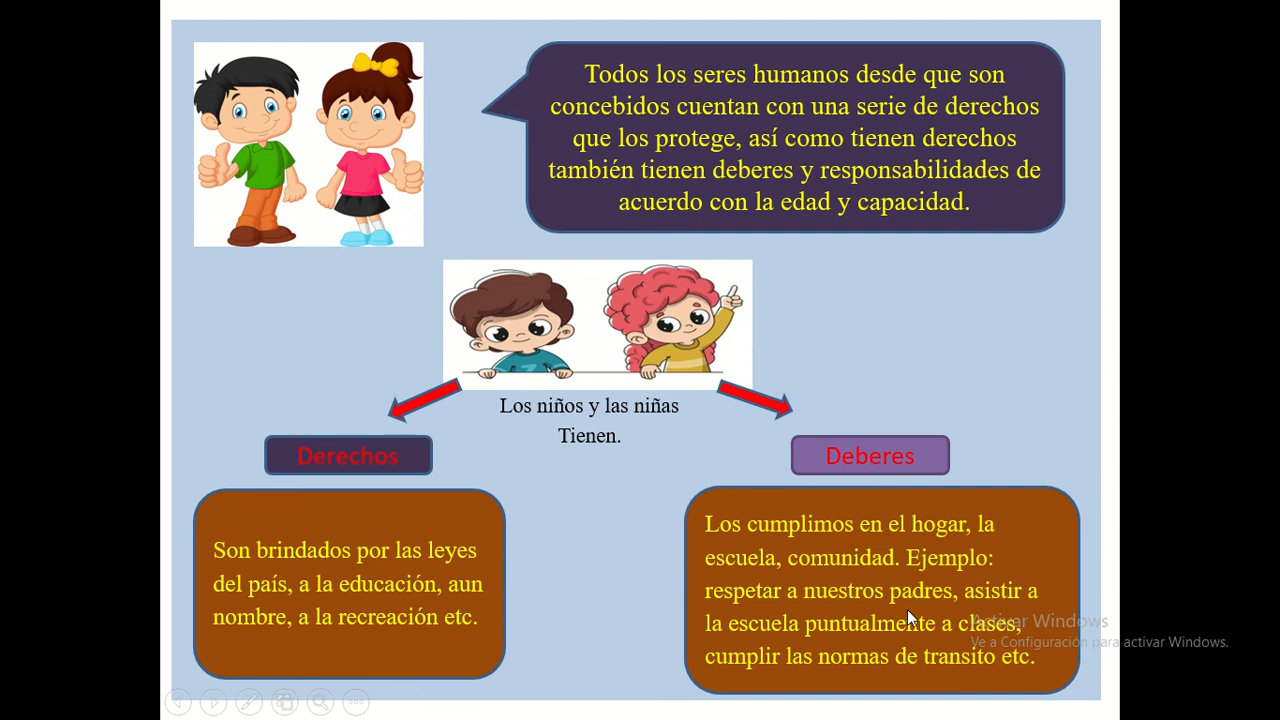 Todos los seres humanos desde que son
concebidos cuentan con una serie de derechos
que los protege, así como tienen derechos
también tienen deberes y responsabilidades de
acuerdo con la edad y capacidad.
Los niños y las niñas
Tienen.
Derechos
Deberes
Son brindados por las leyes
del país, a la educación, aun
nombre, a la recreación etc.
Los cumplimos en el hogar, la
escuela, comunidad. Ejemplo:
respetar a nuestros padres, asistir a
la escuela puntualmente a clases,
cumplir las normas de transito etc.
Activar Windows
Ve a Configuración para activar Windows.